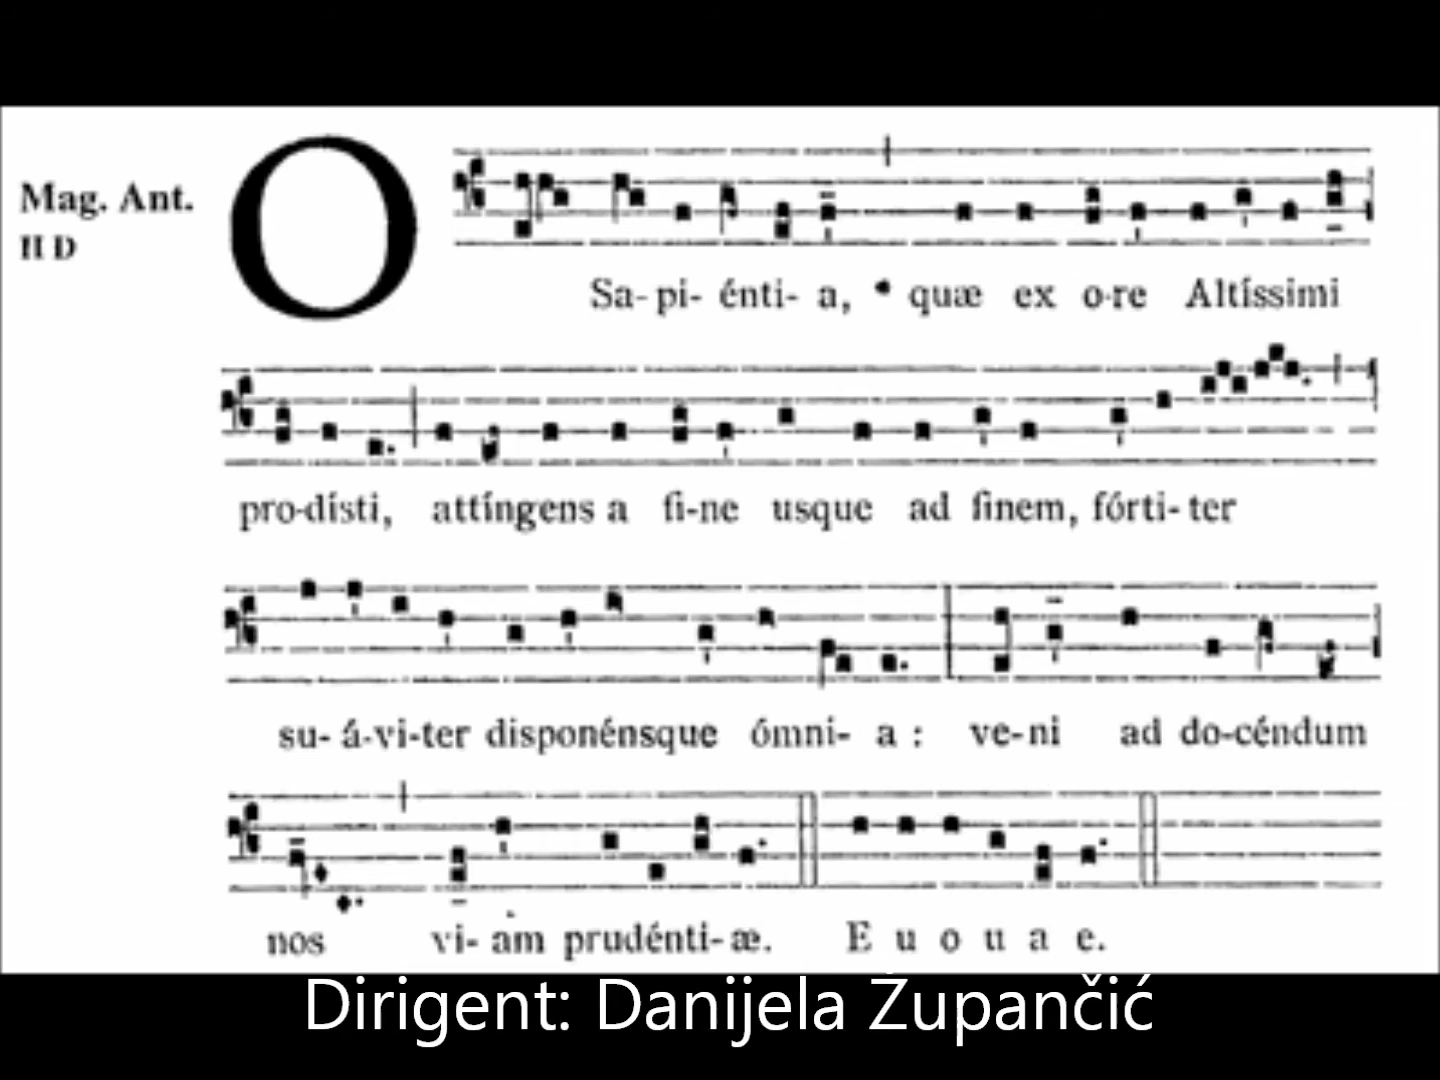 Mag. Ant.
II D
O
Sa- pi- énti- a, * quæ ex o-re Altíssimi
pro-dísti, attíngens a fi-ne usque ad finem, fórti- ter
su- á-vi-ter disponénsque ómni- a : ve-ni ad do-céndum
nos vi- am prudénti- æ. E u o u a e.
Dirigent: Danijela Župančić